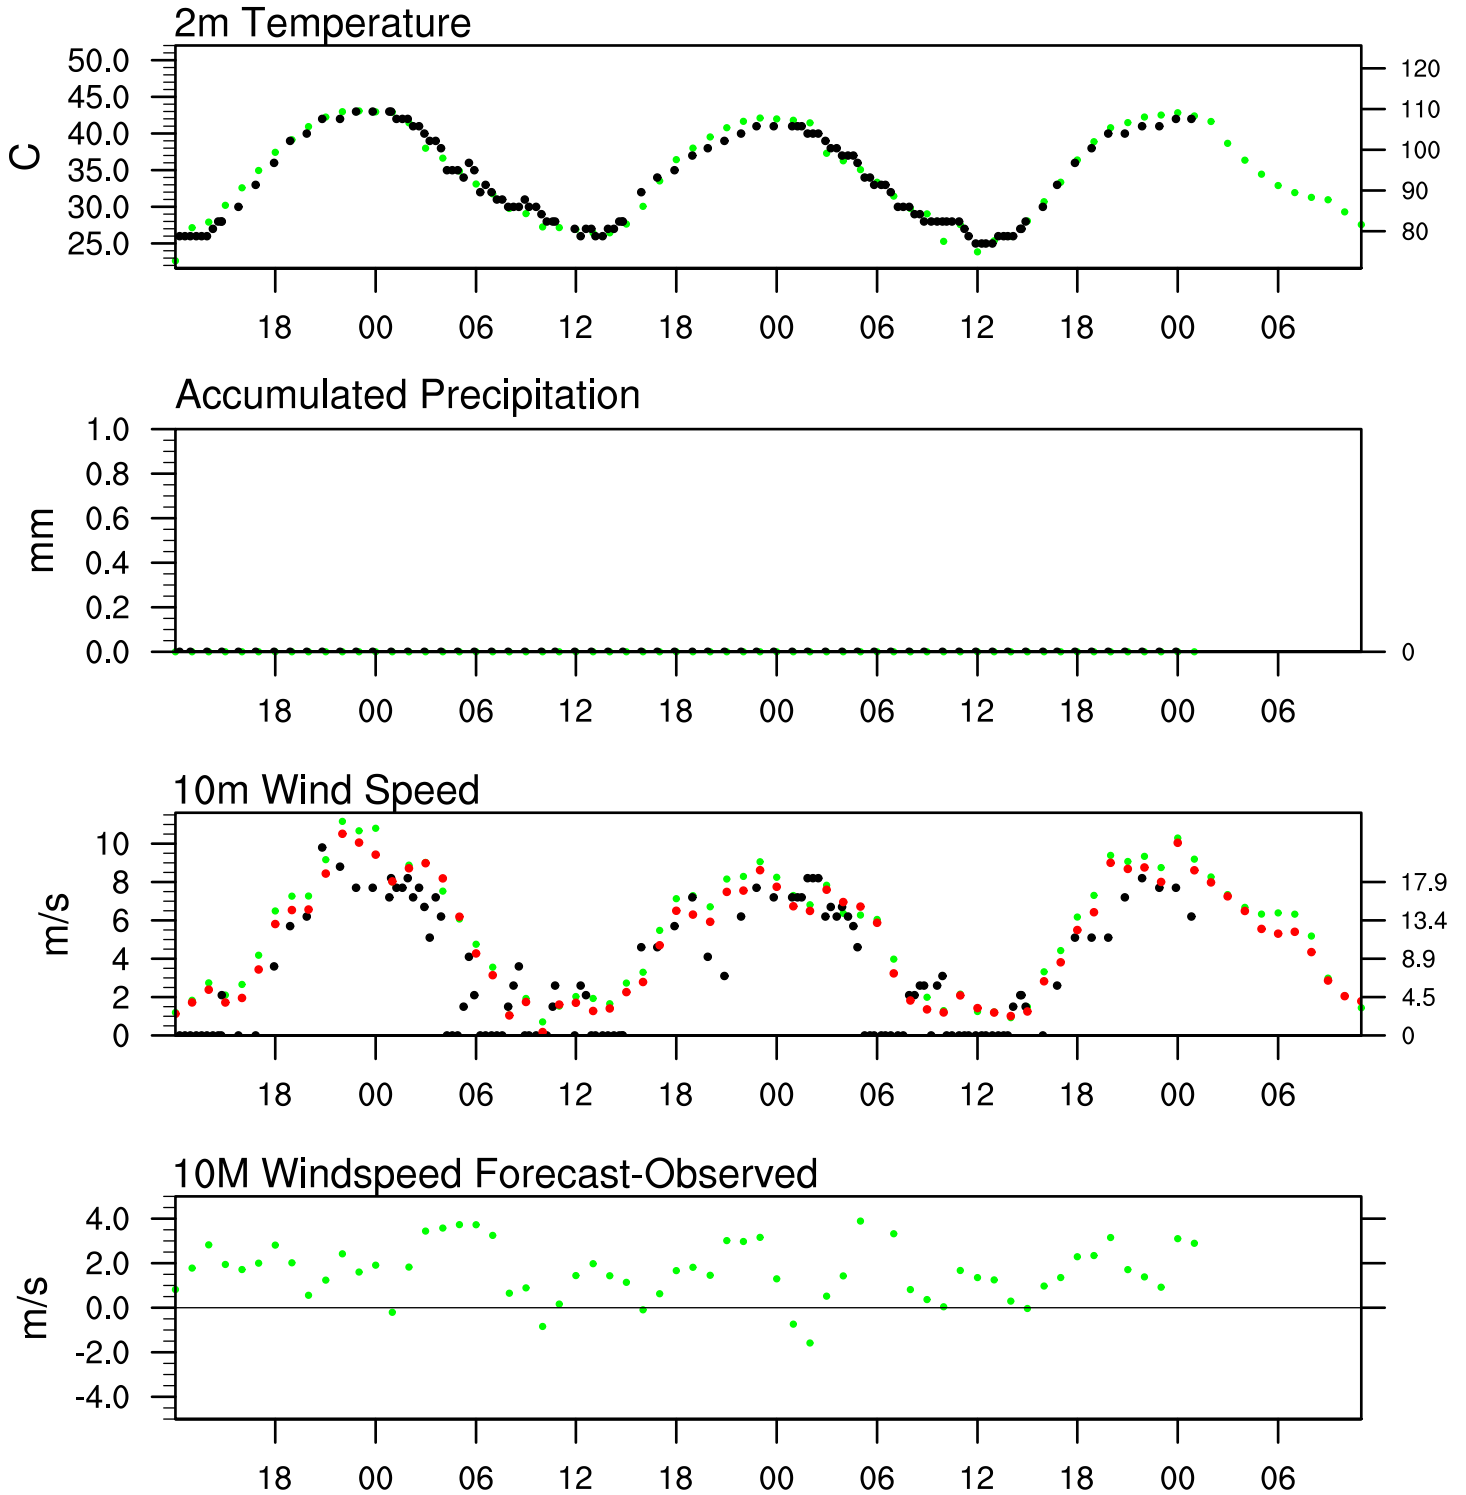 2m Temperature
50.0
45.0
40.0
35.0
30.0
25.0
C
120
110
100
90
80
18 00 06 12 18 00 06 12 18 00 06
Accumulated Precipitation
1.0
0.8
0.6
0.4
0.2
0.0
mm
0
18 00 06 12 18 00 06 12 18 00 06
10m Wind Speed
10
8
6
4
2
0
m/s
17.9
13.4
8.9
4.5
0
18 00 06 12 18 00 06 12 18 00 06
10M Windspeed Forecast-Observed
4.0
2.0
0.0
-2.0
-4.0
m/s
18 00 06 12 18 00 06 12 18 00 06